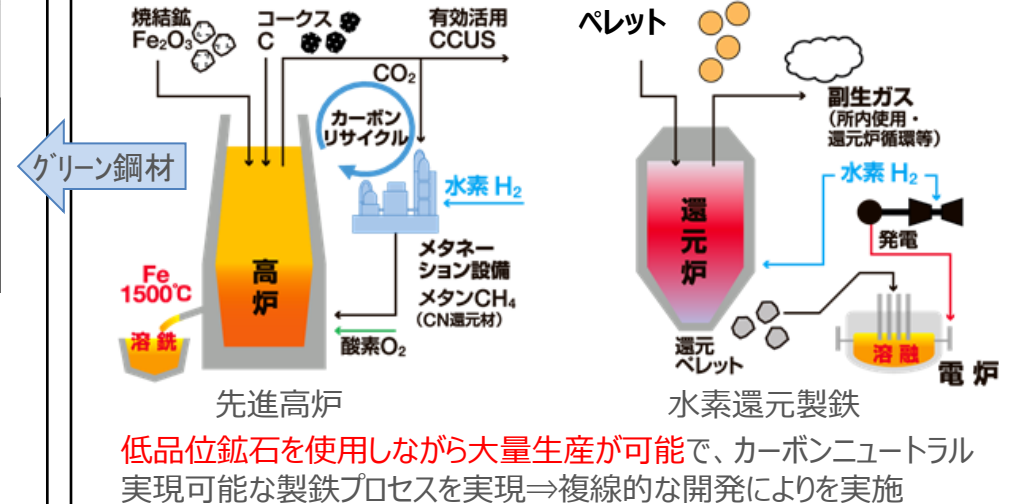 焼結鉱
Fe₂O₃
コークス
C
有効活用
CCUS
CO₂
カーボン
リサイクル
水素 H₂
メタネー
ション設備
メタンCH₄
(CN還元材)
酸素O₂
高炉
Fe
1500℃
溶銑
先進高炉
グリーン鋼材
ペレット
副生ガス
(所内使用・
還元炉循環等)
水素 H₂
発電
還元炉
還元
ペレット
溶融
電炉
水素還元製鉄
低品位鉱石を使用しながら大量生産が可能で、カーボンニュートラル
実現可能な製鉄プロセスを実現⇒複線的な開発によりを実施